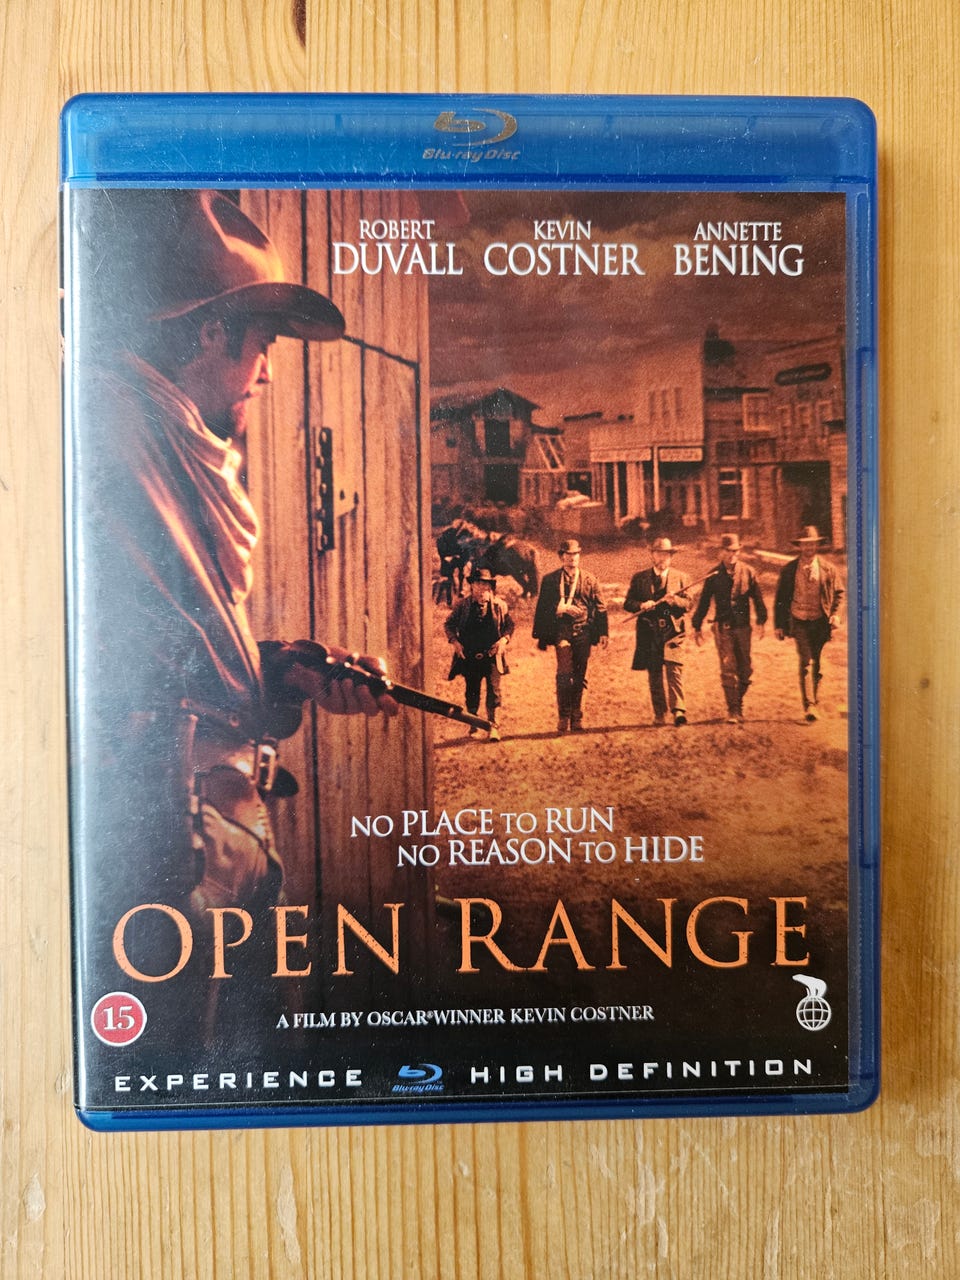 Blu-ray Disc
ROBERT DUVALL
KEVIN COSTNER
ANNETTE BENING
NO PLACE TO RUN
NO REASON TO HIDE
OPEN RANGE
15
A FILM BY OSCAR® WINNER KEVIN COSTNER
EXPERIENCE Blu-ray Disc HIGH DEFINITION